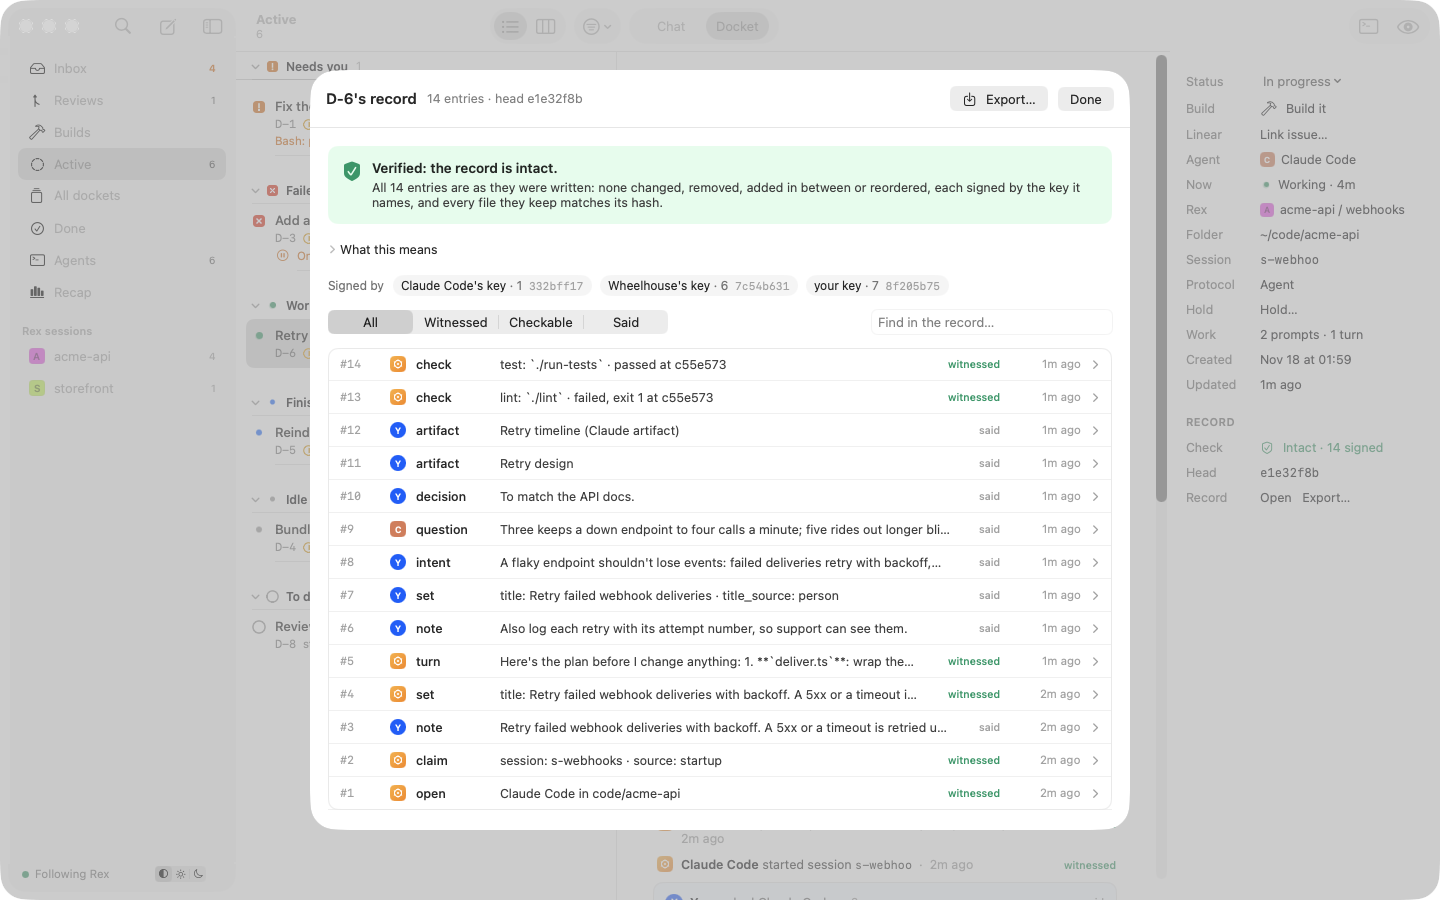 Active
6
Chat
Docket
Inbox 4
Reviews 1
Builds
Active 6
All dockets
Done
Agents 6
Recap
Rex sessions
A acme-api 4
S storefront 1
Following Rex
Needs you 1
Fix the
D-1
Bash:
Faile
Add a
D-3
Or
Wor
Retry
D-6
Finis
Reind
D-5
Idle
Bundl
D-4
To d
Revie
D-8 s
D-6's record 14 entries · head e1e32f8b
Export...
Done
Verified: the record is intact.
All 14 entries are as they were written: none changed, removed, added in between or reordered, each signed by the key it
names, and every file they keep matches its hash.
What this means
Signed by Claude Code's key · 1 332bff17 Wheelhouse's key · 6 7c54b631 your key · 7 8f205b75
All Witnessed Checkable Said
Find in the record...
#14 check test: `./run-tests` · passed at c55e573 witnessed 1m ago
#13 check lint: `./lint` · failed, exit 1 at c55e573 witnessed 1m ago
#12 Y artifact Retry timeline (Claude artifact) said 1m ago
#11 Y artifact Retry design said 1m ago
#10 Y decision To match the API docs. said 1m ago
#9 C question Three keeps a down endpoint to four calls a minute; five rides out longer bli... said 1m ago
#8 Y intent A flaky endpoint shouldn't lose events: failed deliveries retry with backoff,... said 1m ago
#7 Y set title: Retry failed webhook deliveries · title_source: person said 1m ago
#6 Y note Also log each retry with its attempt number, so support can see them. said 1m ago
#5 turn Here's the plan before I change anything: 1. **`deliver.ts`**: wrap the... witnessed 1m ago
#4 set title: Retry failed webhook deliveries with backoff. A 5xx or a timeout i... witnessed 2m ago
#3 Y note Retry failed webhook deliveries with backoff. A 5xx or a timeout is retried u... said 2m ago
#2 claim session: s-webhooks · source: startup witnessed 2m ago
#1 open Claude Code in code/acme-api witnessed 2m ago
2m ago
Claude Code started session s-webhoo · 2m ago witnessed
Status In progress
Build Build it
Linear Link issue...
Agent C Claude Code
Now Working · 4m
Rex A acme-api / webhooks
Folder ~/code/acme-api
Session s-webhoo
Protocol Agent
Hold Hold...
Work 2 prompts · 1 turn
Created Nov 18 at 01:59
Updated 1m ago
RECORD
Check Intact · 14 signed
Head e1e32f8b
Record Open Export...